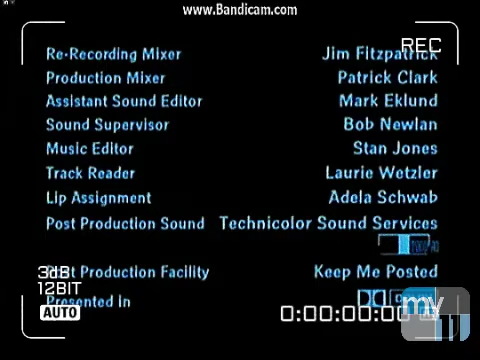 www.Bandicam.com
REC
Re-Recording Mixer Jim Fitzpatrick
Production Mixer Patrick Clark
Assistant Sound Editor Mark Eklund
Sound Supervisor Bob Newlan
Music Editor Stan Jones
Track Reader Laurie Wetzler
Lip Assignment Adela Schwab
Post Production Sound Technicolor Sound Services
3dB
Production Facility Keep Me Posted
12BIT
Presented in
my
AUTO
0:00:00:00